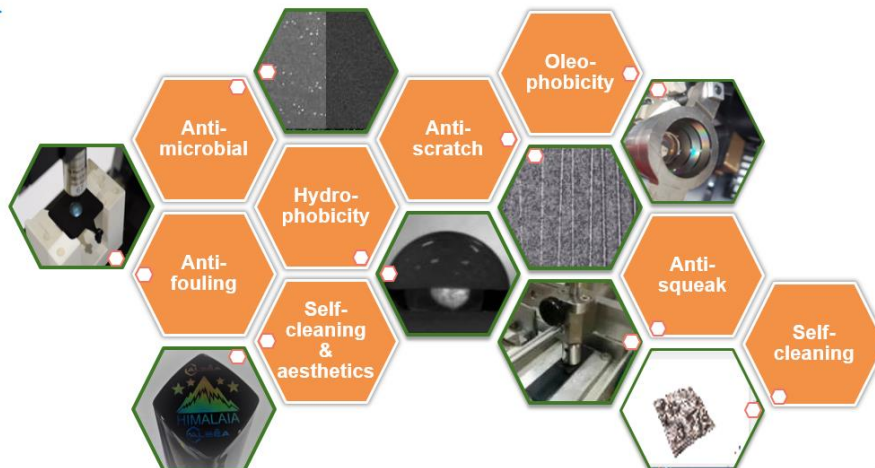 Oleo-
phobicity
Anti-
microbial
Anti-
scratch
Hydro-
phobicity
Anti-
fouling
Anti-
squeak
Self-
cleaning
&
aesthetics
Self-
cleaning
HIMALAIA